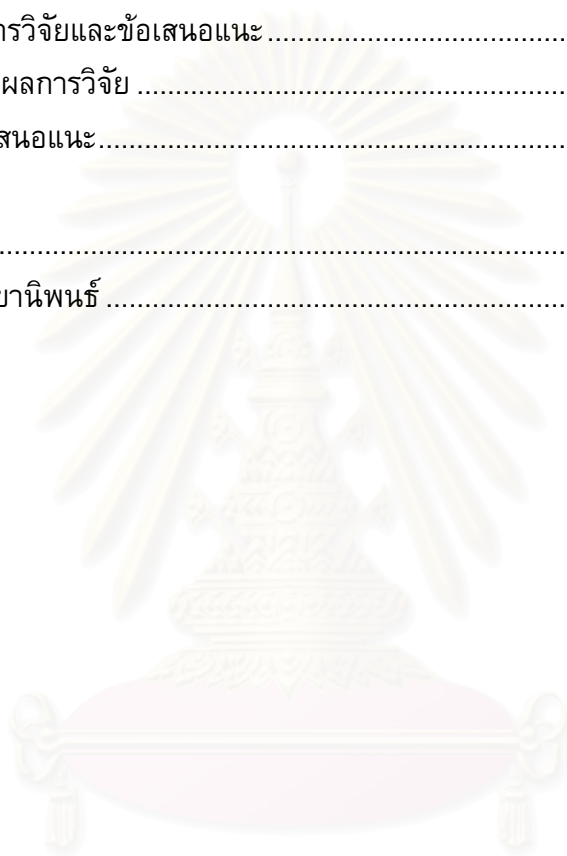 ารวิจัยและข้อเสนอแนะ................................................
ผลการวิจัย ....................................................................
สนอแนะ.........................................................................
.......................................................................................
ยานิพนธ์ .......................................................................